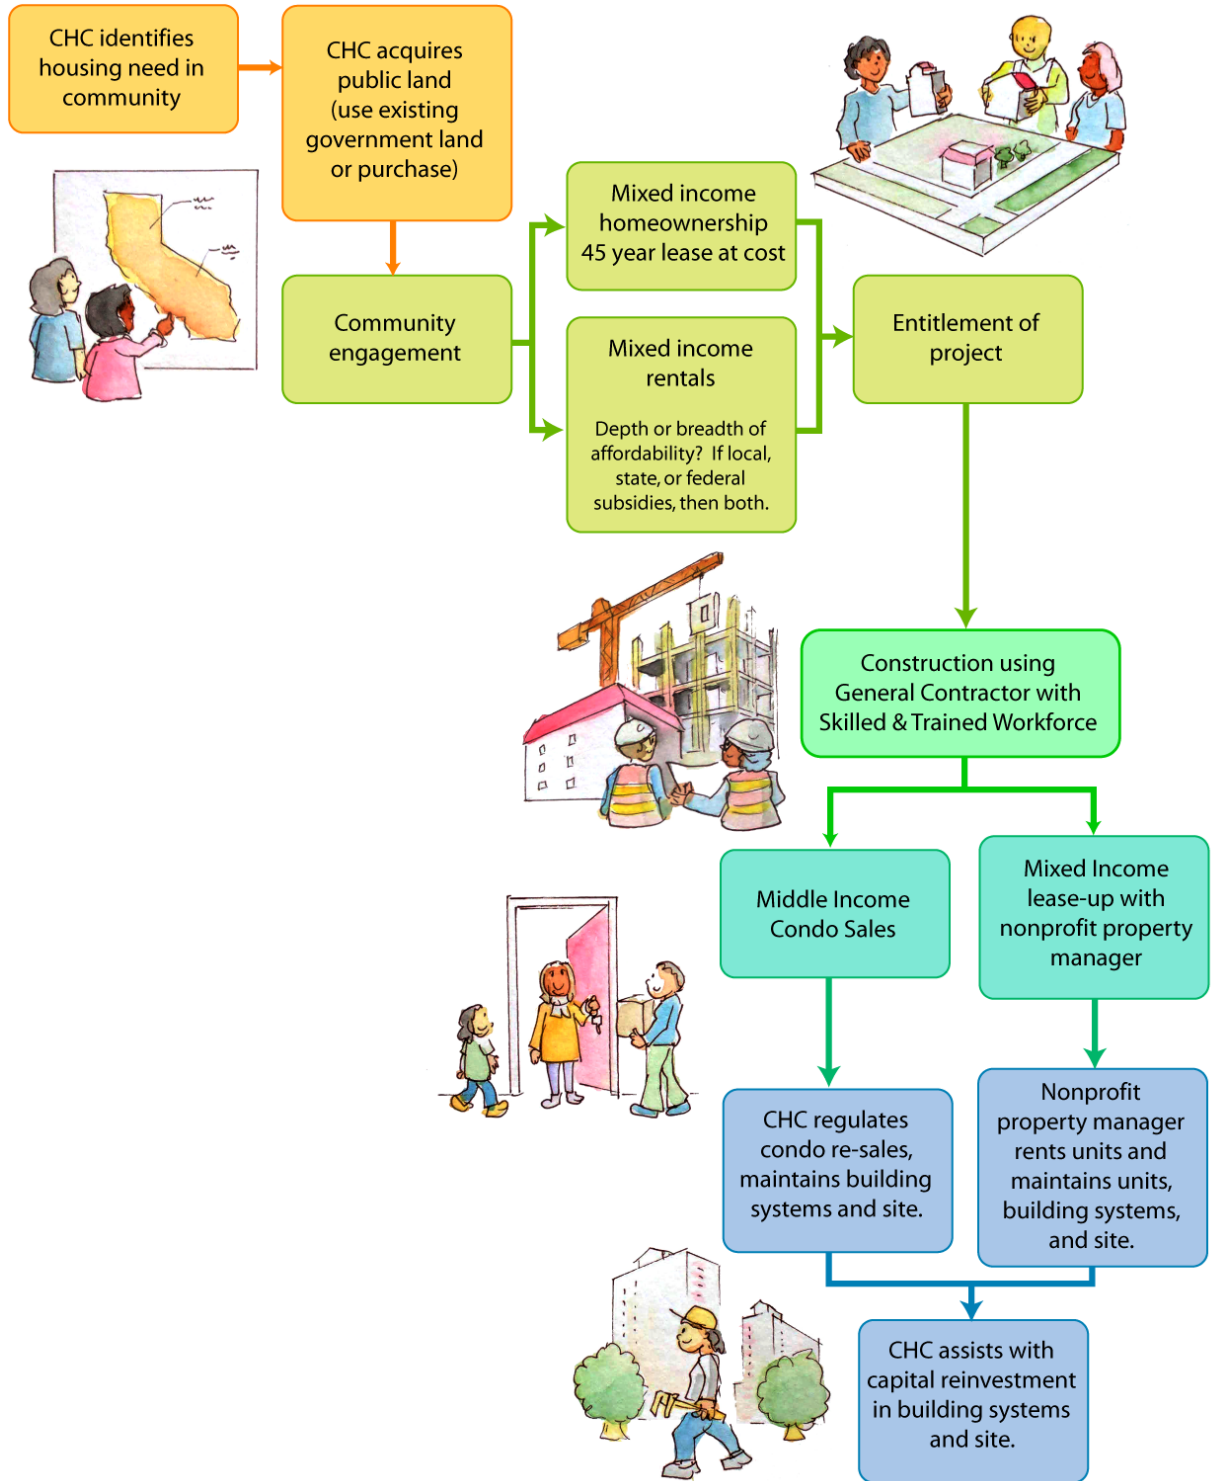 CHC identifies
housing need in
community
CHC acquires
public land
(use existing
government land
or purchase)
Community
engagement
Mixed income
homeownership
45 year lease at cost
Mixed income
rentals
Depth or breadth of
affordability? If local,
state, or federal
subsidies, then both.
Entitlement of
project
Construction using
General Contractor with
Skilled & Trained Workforce
Middle Income
Condo Sales
Mixed Income
lease-up with
nonprofit property
manager
CHC regulates
condo re-sales,
maintains building
systems and site.
Nonprofit
property manager
rents units and
maintains units,
building systems,
and site.
CHC assists with
capital reinvestment
in building systems
and site.